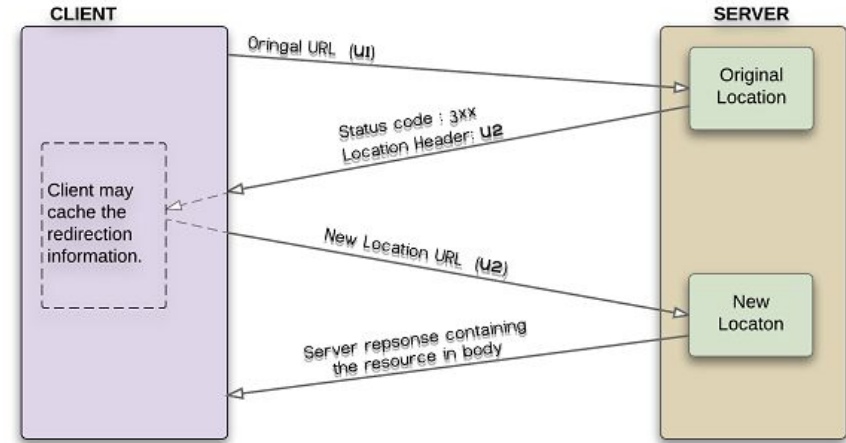 CLIENT
SERVER
Oringal URL (U1)
Original
Location
Status code : 3xx
Location Header: U2
Client may
cache the
redirection
information.
New Location URL (U2)
New
Locaton
Server repsonse containing
the resource in body